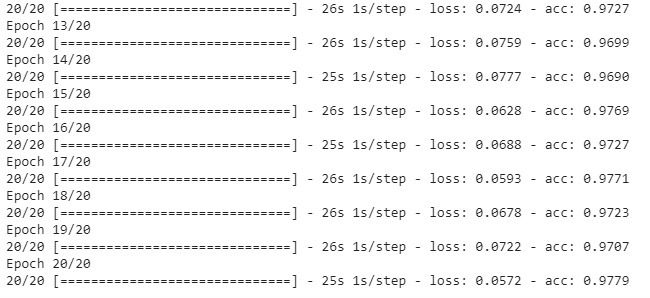 20/20 [==============================] - 26s 1s/step - loss: 0.0724 - acc: 0.9727
Epoch 13/20
20/20 [==============================] - 26s 1s/step - loss: 0.0759 - acc: 0.9699
Epoch 14/20
20/20 [==============================] - 25s 1s/step - loss: 0.0777 - acc: 0.9690
Epoch 15/20
20/20 [==============================] - 26s 1s/step - loss: 0.0628 - acc: 0.9769
Epoch 16/20
20/20 [==============================] - 25s 1s/step - loss: 0.0688 - acc: 0.9727
Epoch 17/20
20/20 [==============================] - 26s 1s/step - loss: 0.0593 - acc: 0.9771
Epoch 18/20
20/20 [==============================] - 26s 1s/step - loss: 0.0678 - acc: 0.9723
Epoch 19/20
20/20 [==============================] - 26s 1s/step - loss: 0.0722 - acc: 0.9707
Epoch 20/20
20/20 [==============================] - 25s 1s/step - loss: 0.0572 - acc: 0.9779